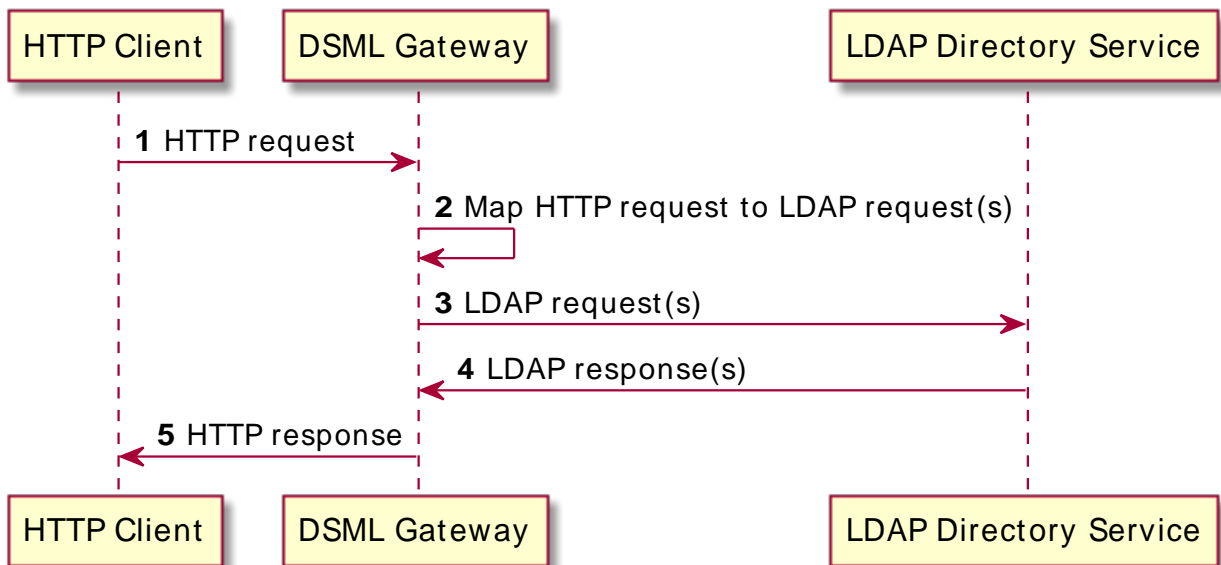 HTTP Client
DSML Gateway
LDAP Directory Service
1 HTTP request
2 Map HTTP request to LDAP request(s)
3 LDAP request(s)
4 LDAP response(s)
5 HTTP response
HTTP Client
DSML Gateway
LDAP Directory Service